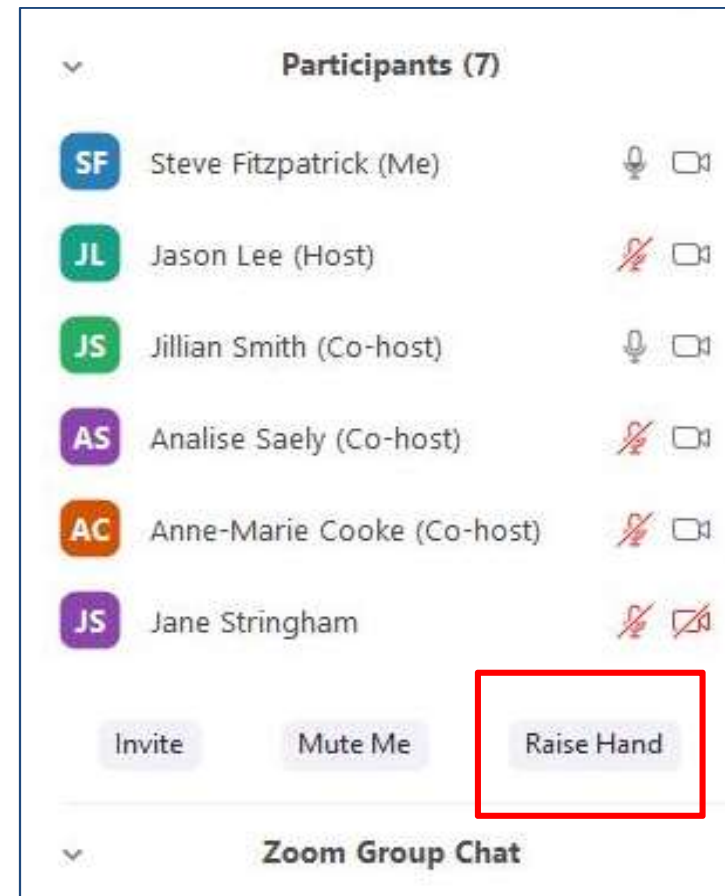 Participants (7)
SF Steve Fitzpatrick (Me)
JL Jason Lee (Host)
JS Jillian Smith (Co-host)
AS Analise Saely (Co-host)
AC Anne-Marie Cooke (Co-host)
JS Jane Stringham
Invite Mute Me Raise Hand
Zoom Group Chat